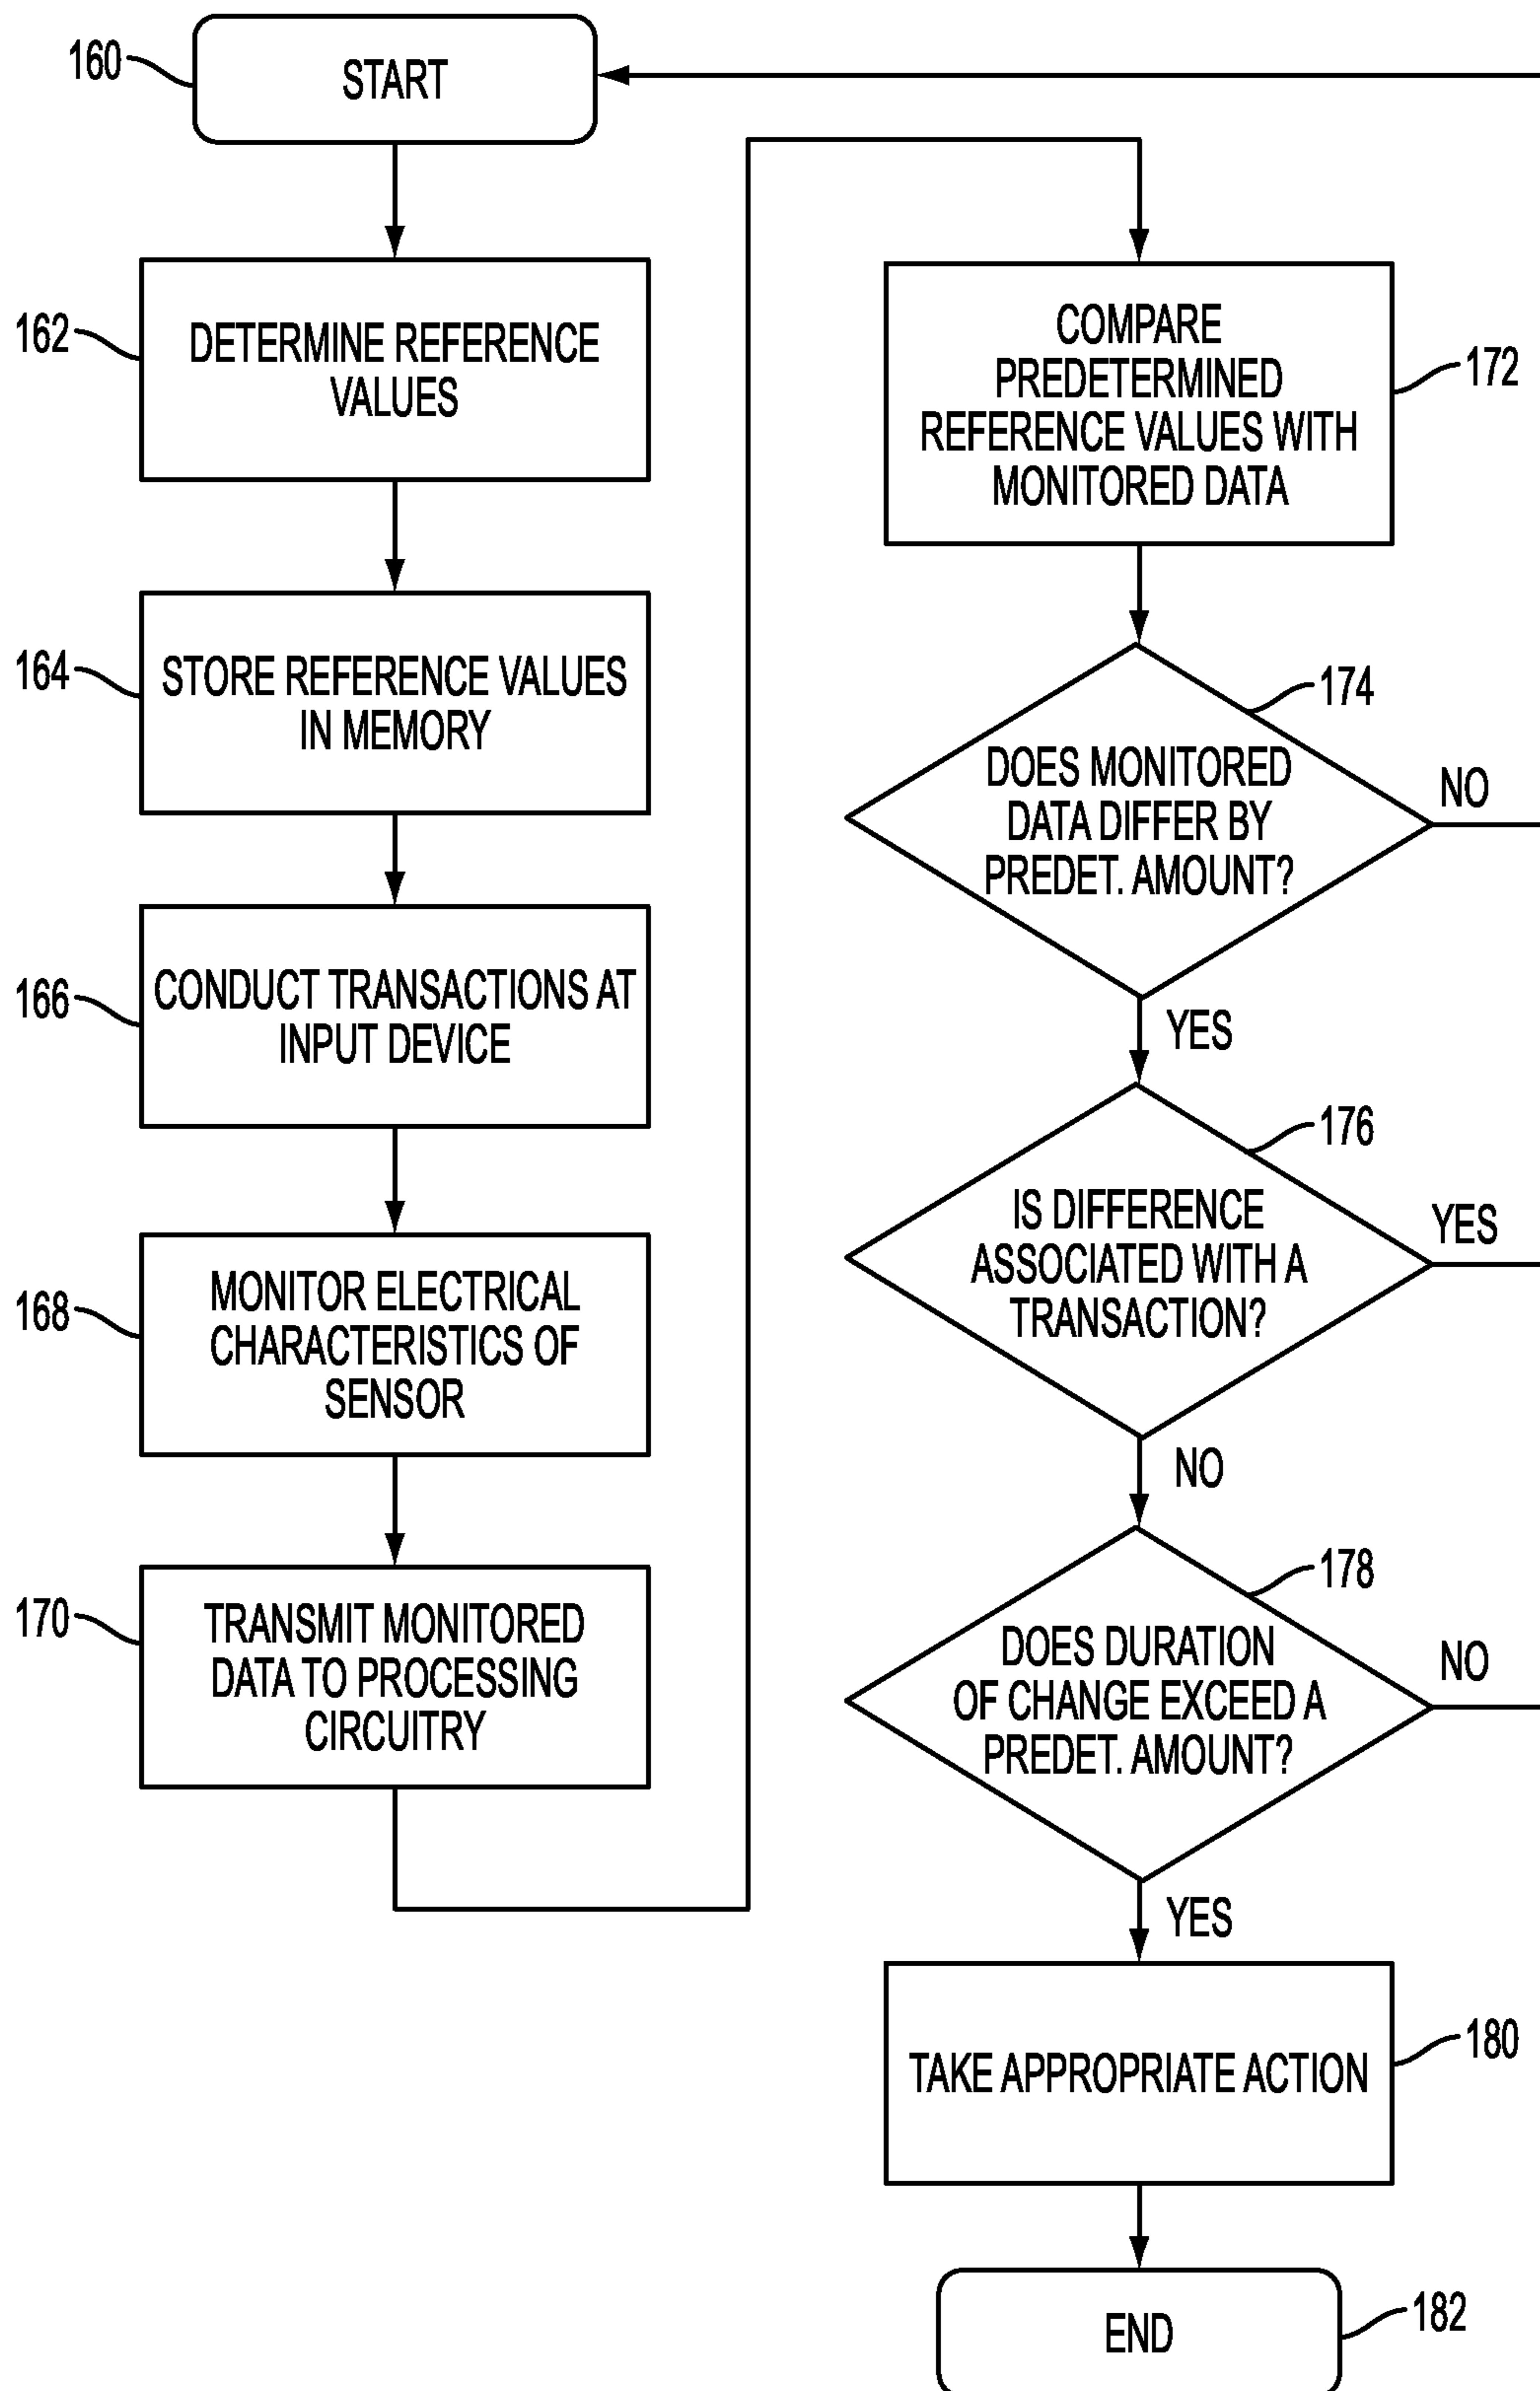 160
START
162
DETERMINE REFERENCE
VALUES
164
STORE REFERENCE VALUES
IN MEMORY
166
CONDUCT TRANSACTIONS AT
INPUT DEVICE
168
MONITOR ELECTRICAL
CHARACTERISTICS OF
SENSOR
170
TRANSMIT MONITORED
DATA TO PROCESSING
CIRCUITRY
COMPARE
PREDETERMINED
REFERENCE VALUES WITH
MONITORED DATA
172
174
DOES MONITORED
DATA DIFFER BY
PREDET. AMOUNT?
NO
YES
176
IS DIFFERENCE
ASSOCIATED WITH A
TRANSACTION?
YES
NO
178
DOES DURATION
OF CHANGE EXCEED A
PREDET. AMOUNT?
NO
YES
TAKE APPROPRIATE ACTION
180
END
182